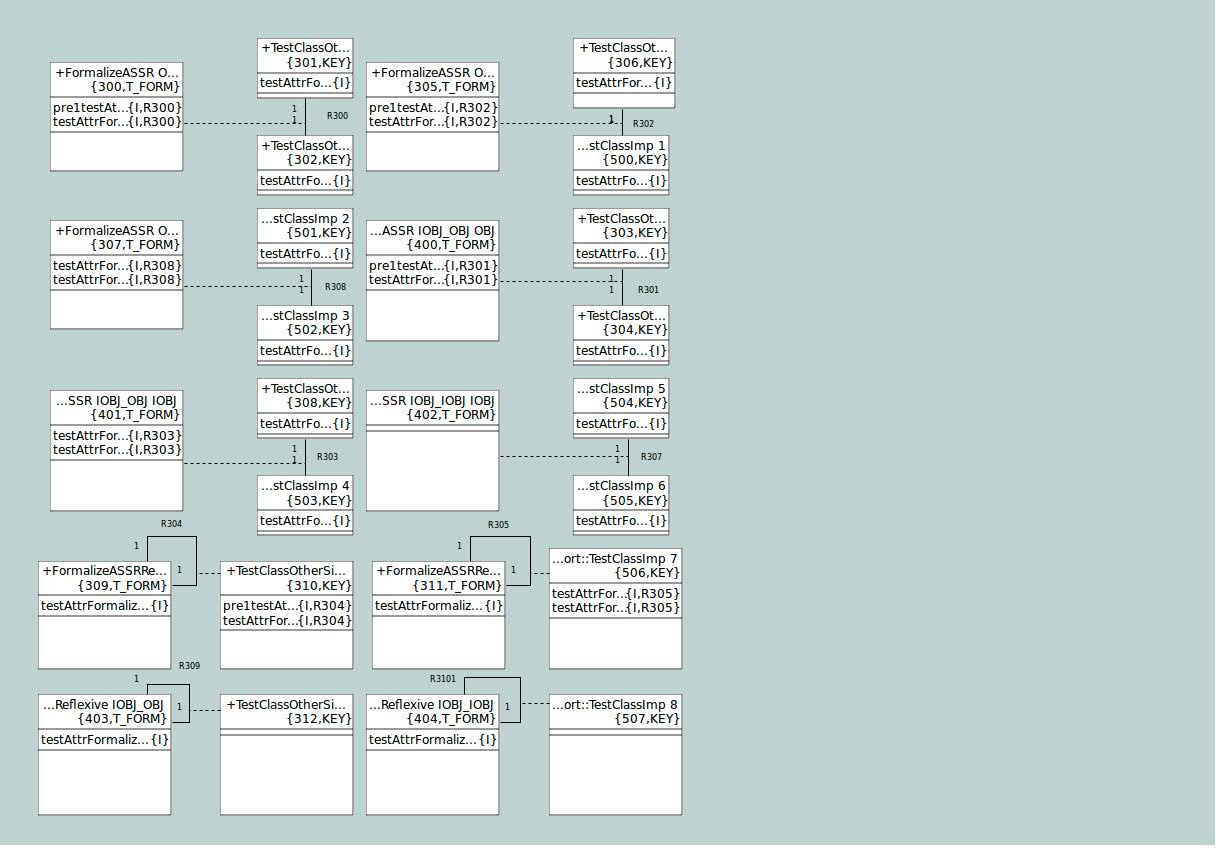 +FormalizeASSR O...
{300,T_FORM}
pre1testAt...{I,R300}
testAttrFor...{I,R300}
+TestClassOt...
{301,KEY}
testAttrFo...{I}
1
1
R300
+TestClassOt...
{302,KEY}
testAttrFo...{I}
+FormalizeASSR O...
{305,T_FORM}
pre1testAt...{I,R302}
testAttrFor...{I,R302}
+TestClassOt...
{306,KEY}
testAttrFor...{I}
1
R302
...stClassImp 1
{500,KEY}
testAttrFo...{I}
+FormalizeASSR O...
{307,T_FORM}
testAttrFor...{I,R308}
testAttrFor...{I,R308}
...stClassImp 2
{501,KEY}
testAttrFo...{I}
1
1
R308
...stClassImp 3
{502,KEY}
testAttrFo...{I}
...ASSR IOBJ_OBJ OBJ
{400,T_FORM}
pre1testAt...{I,R301}
testAttrFor...{I,R301}
+TestClassOt...
{303,KEY}
testAttrFo...{I}
1
1
R301
+TestClassOt...
{304,KEY}
testAttrFo...{I}
...SSR IOBJ_OBJ IOBJ
{401,T_FORM}
testAttrFor...{I,R303}
testAttrFor...{I,R303}
+TestClassOt...
{308,KEY}
testAttrFo...{I}
1
1
R303
...stClassImp 4
{503,KEY}
testAttrFo...{I}
...SSR IOBJ_IOBJ IOBJ
{402,T_FORM}
...stClassImp 5
{504,KEY}
testAttrFo...{I}
1
1
R307
...stClassImp 6
{505,KEY}
testAttrFo...{I}
R304
1
1
+FormalizeASSRRe...
{309,T_FORM}
testAttrFormaliz...{I}
+TestClassOtherSi...
{310,KEY}
pre1testAt...{I,R304}
testAttrFor...{I,R304}
R305
1
1
+FormalizeASSRRe...
{311,T_FORM}
testAttrFormaliz...{I}
...ort::TestClassImp 7
{506,KEY}
testAttrFor...{I,R305}
testAttrFor...{I,R305}
R309
1
1
...Reflexive IOBJ_OBJ
{403,T_FORM}
testAttrFormaliz...{I}
+TestClassOtherSi...
{312,KEY}
R3101
1
...Reflexive IOBJ_IOBJ
{404,T_FORM}
testAttrFormaliz...{I}
...ort::TestClassImp 8
{507,KEY}